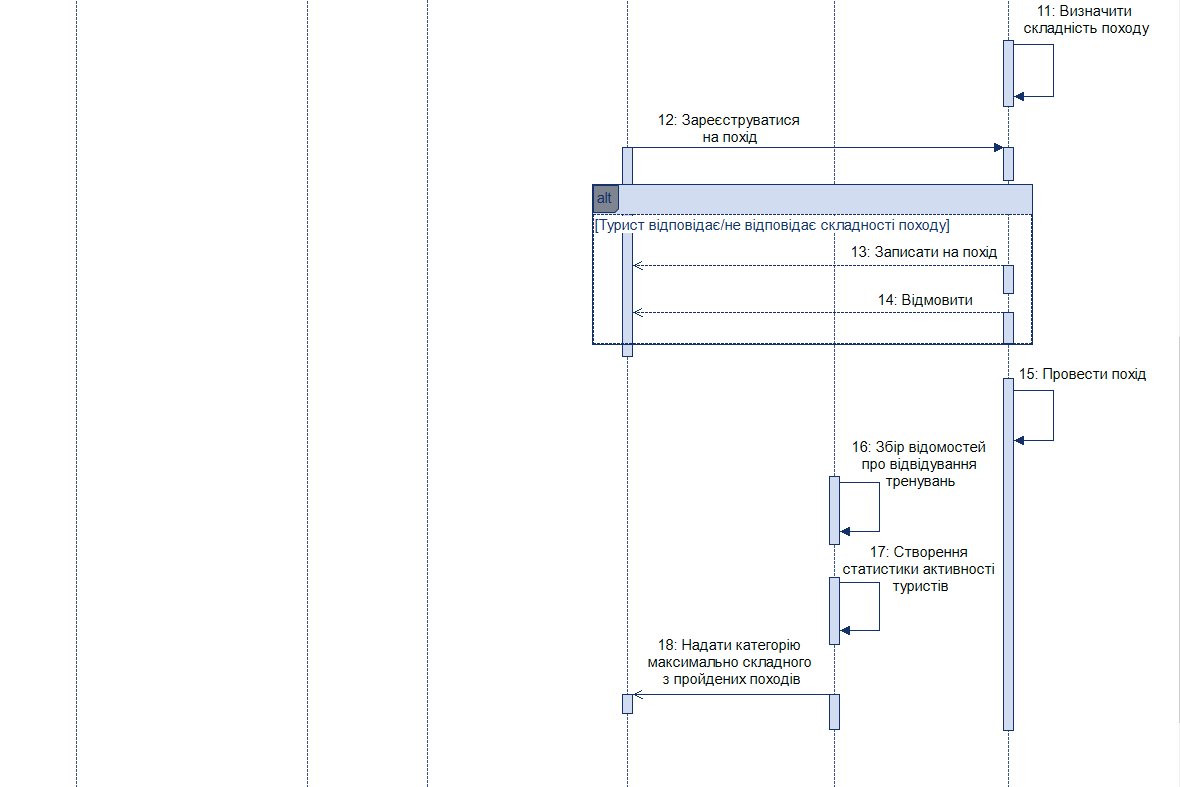 11: Визначити
складність походу
12: Зареєструватися
на похід
alt
[Турист відповідає/не відповідає складності походу]
13: Записати на похід
14: Відмовити
15: Провести похід
16: Збір відомостей
про відвідування
тренувань
17: Створення
статистики активності
туристів
18: Надати категорію
максимально складного
з пройдених походів